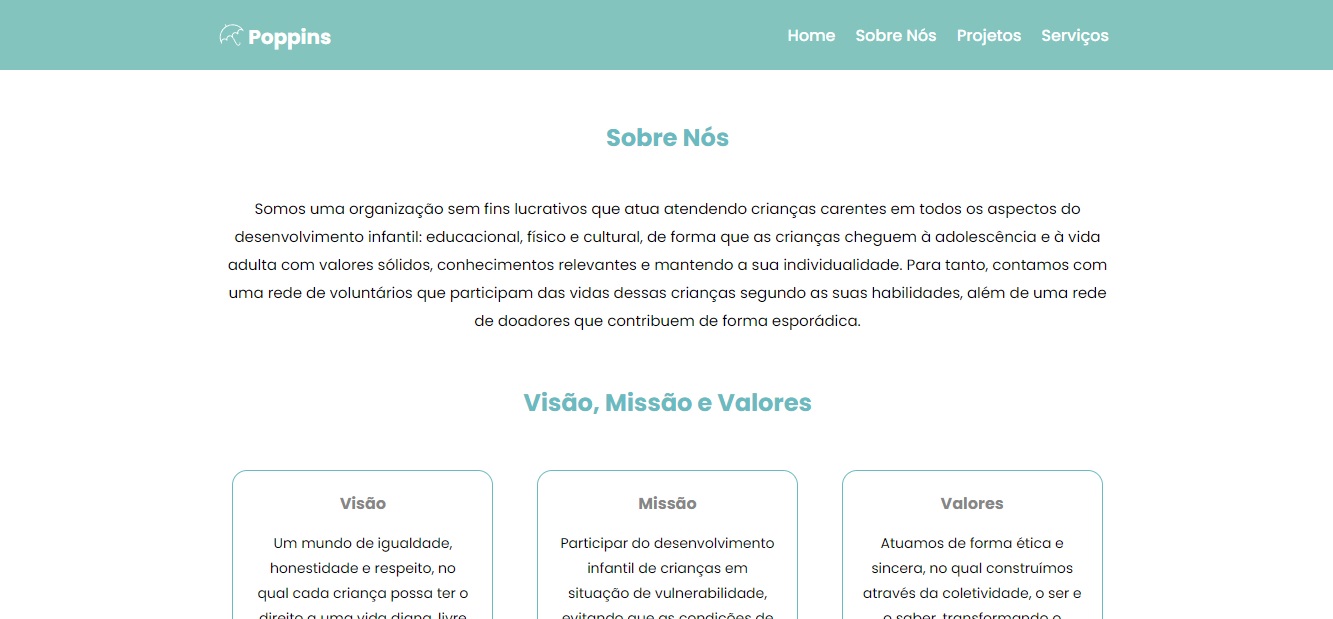 Poppins
Home Sobre Nós Projetos Serviços
Sobre Nós
Somos uma organização sem fins lucrativos que atua atendendo crianças carentes em todos os aspectos do
desenvolvimento infantil: educacional, físico e cultural, de forma que as crianças cheguem à adolescência e à vida
adulta com valores sólidos, conhecimentos relevantes e mantendo a sua individualidade. Para tanto, contamos com
uma rede de voluntários que participam das vidas dessas crianças segundo as suas habilidades, além de uma rede
de doadores que contribuem de forma esporádica.
Visão, Missão e Valores
Visão
Um mundo de igualdade,
honestidade e respeito, no
qual cada criança possa ter o
direito a uma vida digna, livre
Missão
Participar do desenvolvimento
infantil de crianças em
situação de vulnerabilidade,
evitando que as condições de
Valores
Atuamos de forma ética e
sincera, no qual construímos
através da coletividade, o ser e
o saber, transformando o